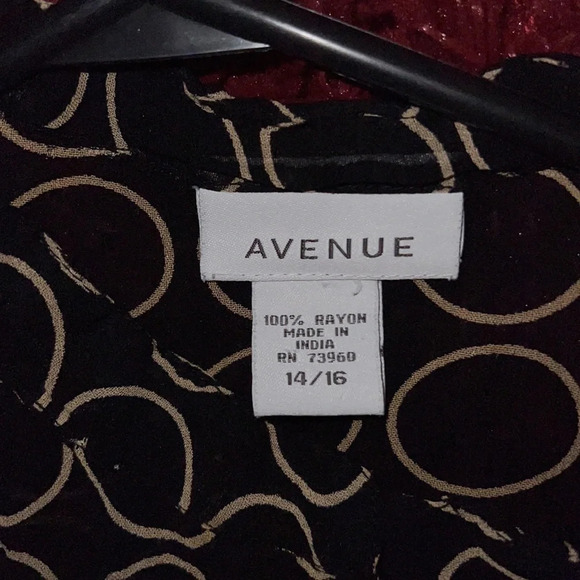 AVENUE
100% RAYON
MADE IN
INDIA
RN 73960
14/16